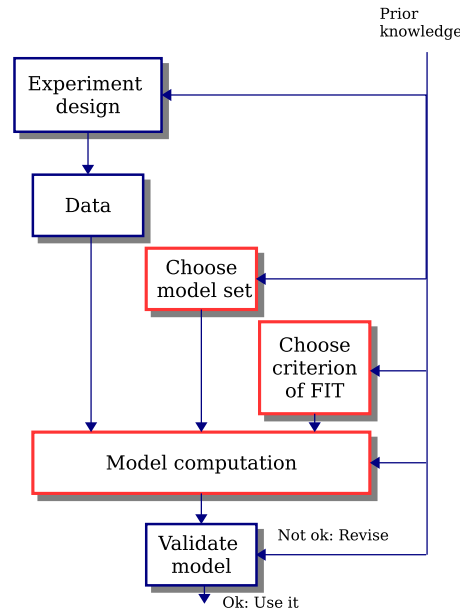 Prior
knowledge
Experiment
design
Data
Choose
model set
Choose
criterion
of FIT
Model computation
Not ok: Revise
Validate
model
Ok: Use it